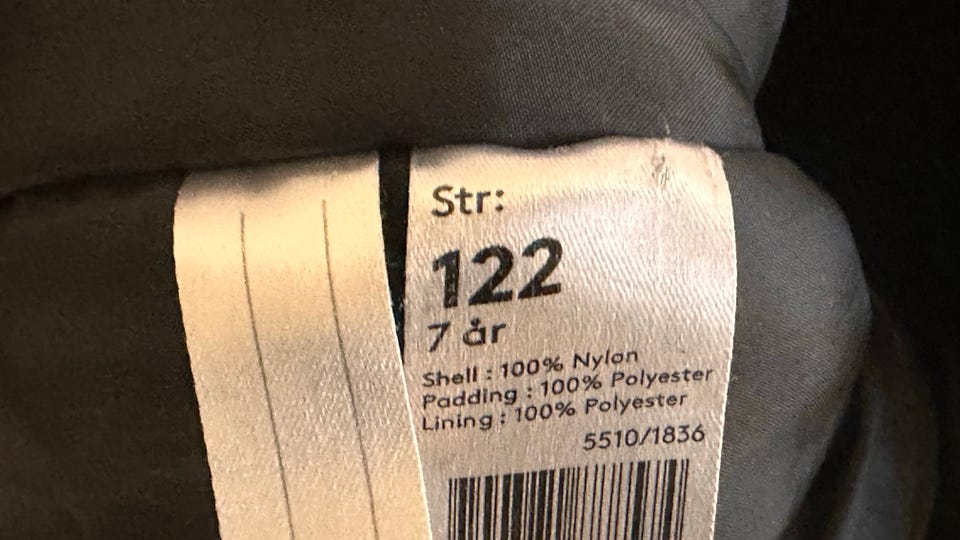 Str:
122
7 år
Shell : 100% Nylon
Padding : 100% Polyester
Lining : 100% Polyester
5510/1836